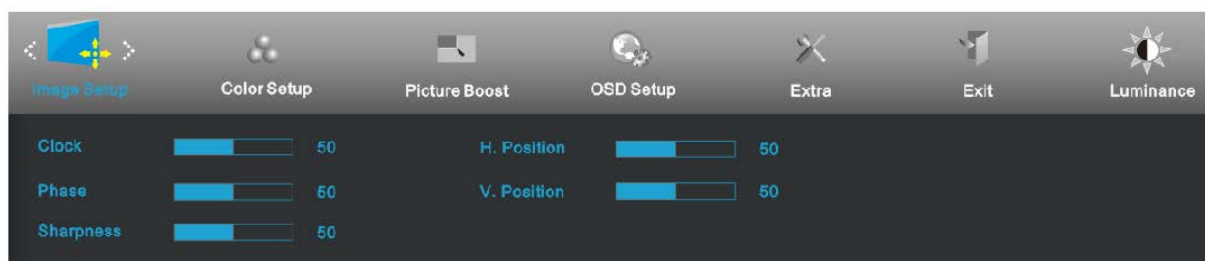 Image Setup Color Setup Picture Boost OSD Setup Extra Exit Luminance
Clock 50 H. Position 50
Phase 50 V. Position 50
Sharpness 50